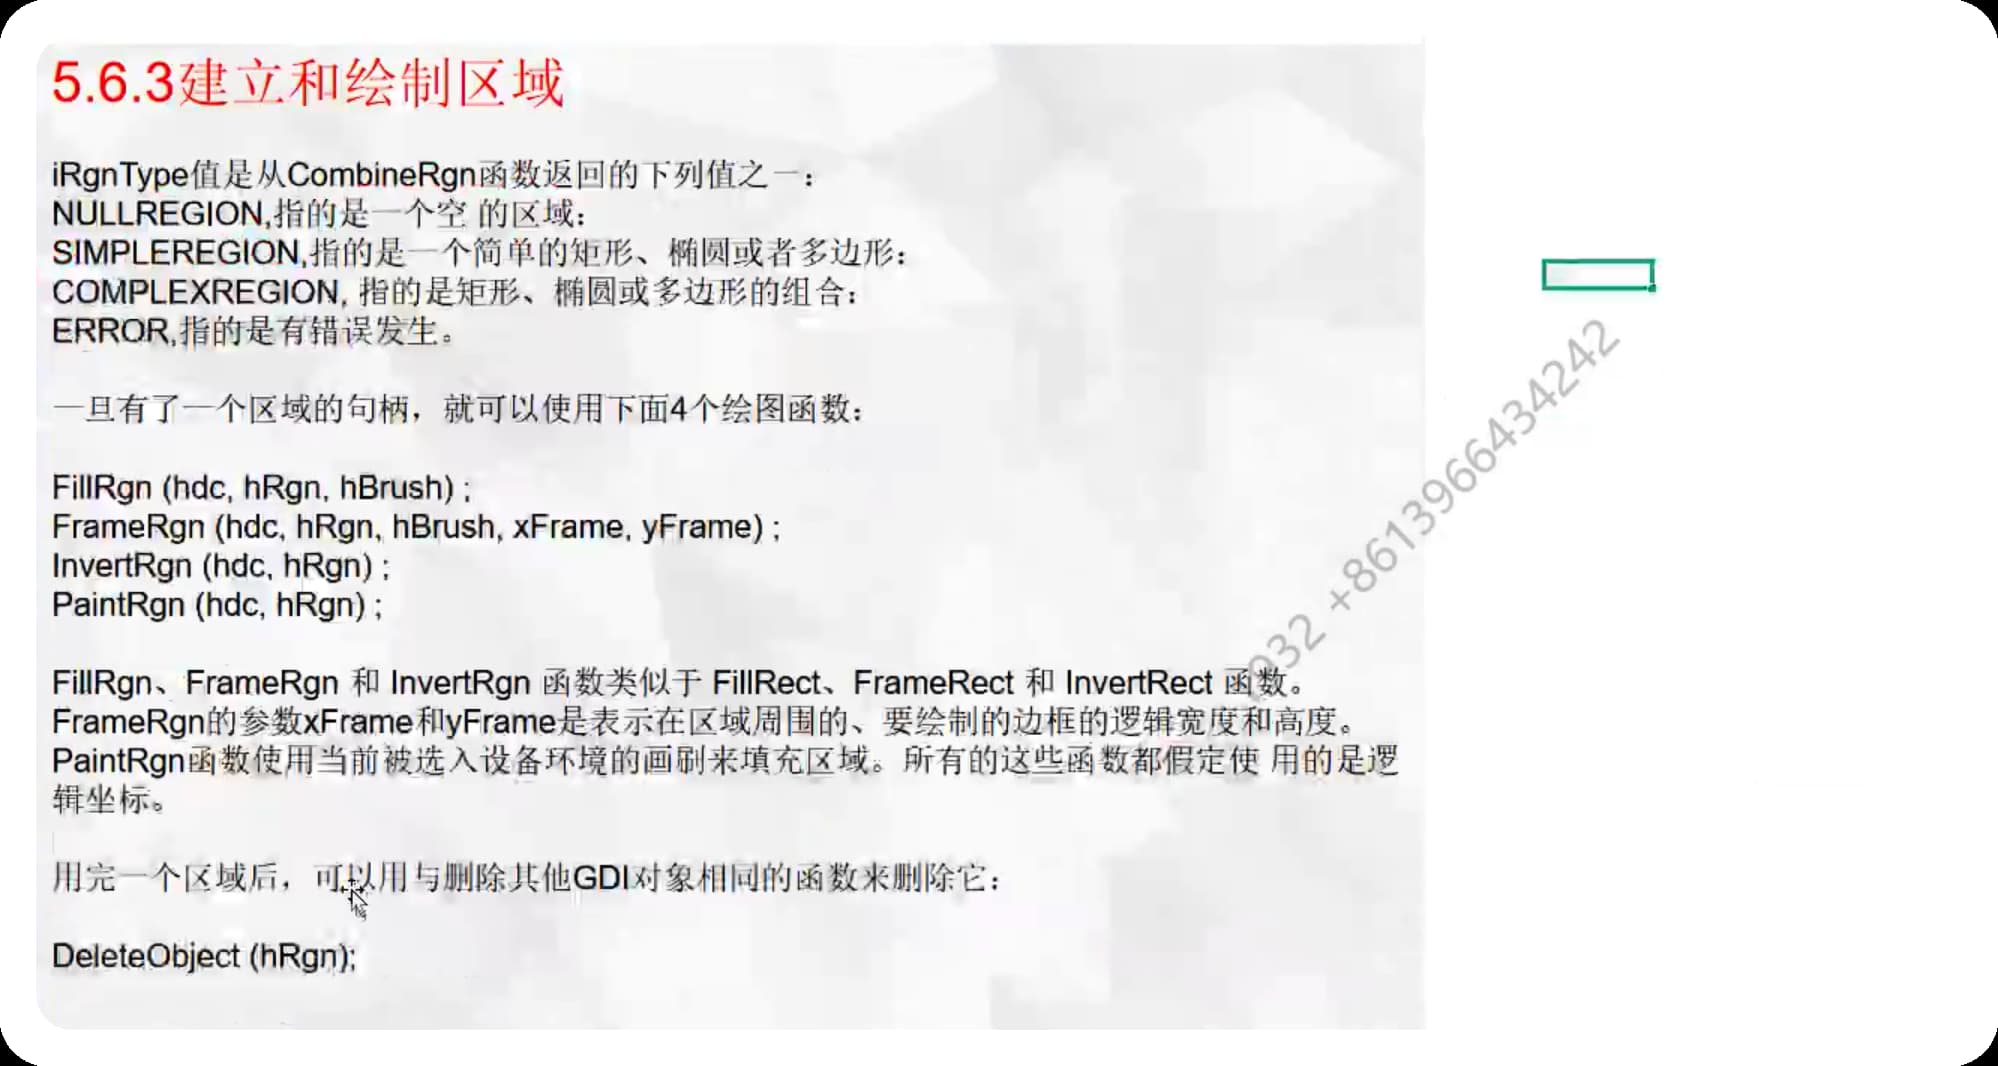 5.6.3建立和绘制区域
iRgnType值是从CombineRgn函数返回的下列值之一：
NULLREGION,指的是一个空 的区域：
SIMPLEREGION,指的是一个简单的矩形、椭圆或者多边形：
COMPLEXREGION, 指的是矩形、椭圆或多边形的组合：
ERROR,指的是有错误发生。
一旦有了一个区域的句柄，就可以使用下面4个绘图函数：
FillRgn (hdc, hRgn, hBrush) ;
FrameRgn (hdc, hRgn, hBrush, xFrame, yFrame) ;
InvertRgn (hdc, hRgn) ;
PaintRgn (hdc, hRgn) ;
FillRgn、FrameRgn 和 InvertRgn 函数类似于 FillRect、FrameRect 和 InvertRect 函数。
FrameRgn的参数xFrame和yFrame是表示在区域周围的、要绘制的边框的逻辑宽度和高度。
PaintRgn函数使用当前被选入设备环境的画刷来填充区域。所有的这些函数都假定使 用的是逻
辑坐标。
用完一个区域后，可以用与删除其他GDI对象相同的函数来删除它：
DeleteObject (hRgn);
+8613966434242